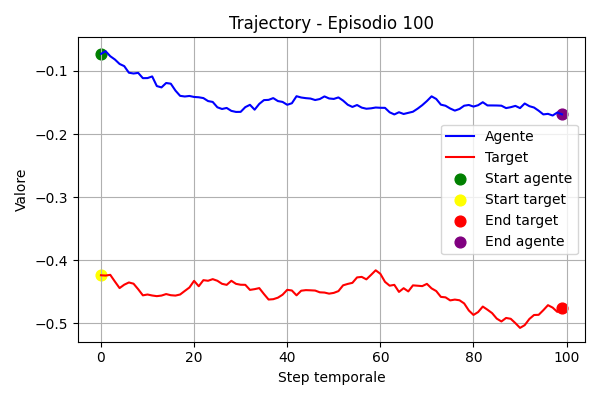 Trajectory - Episodio 100
Valore
−0.1
−0.2
−0.3
−0.4
−0.5
0
20
40
60
80
100
Step temporale
Agente
Target
Start agente
Start target
End target
End agente